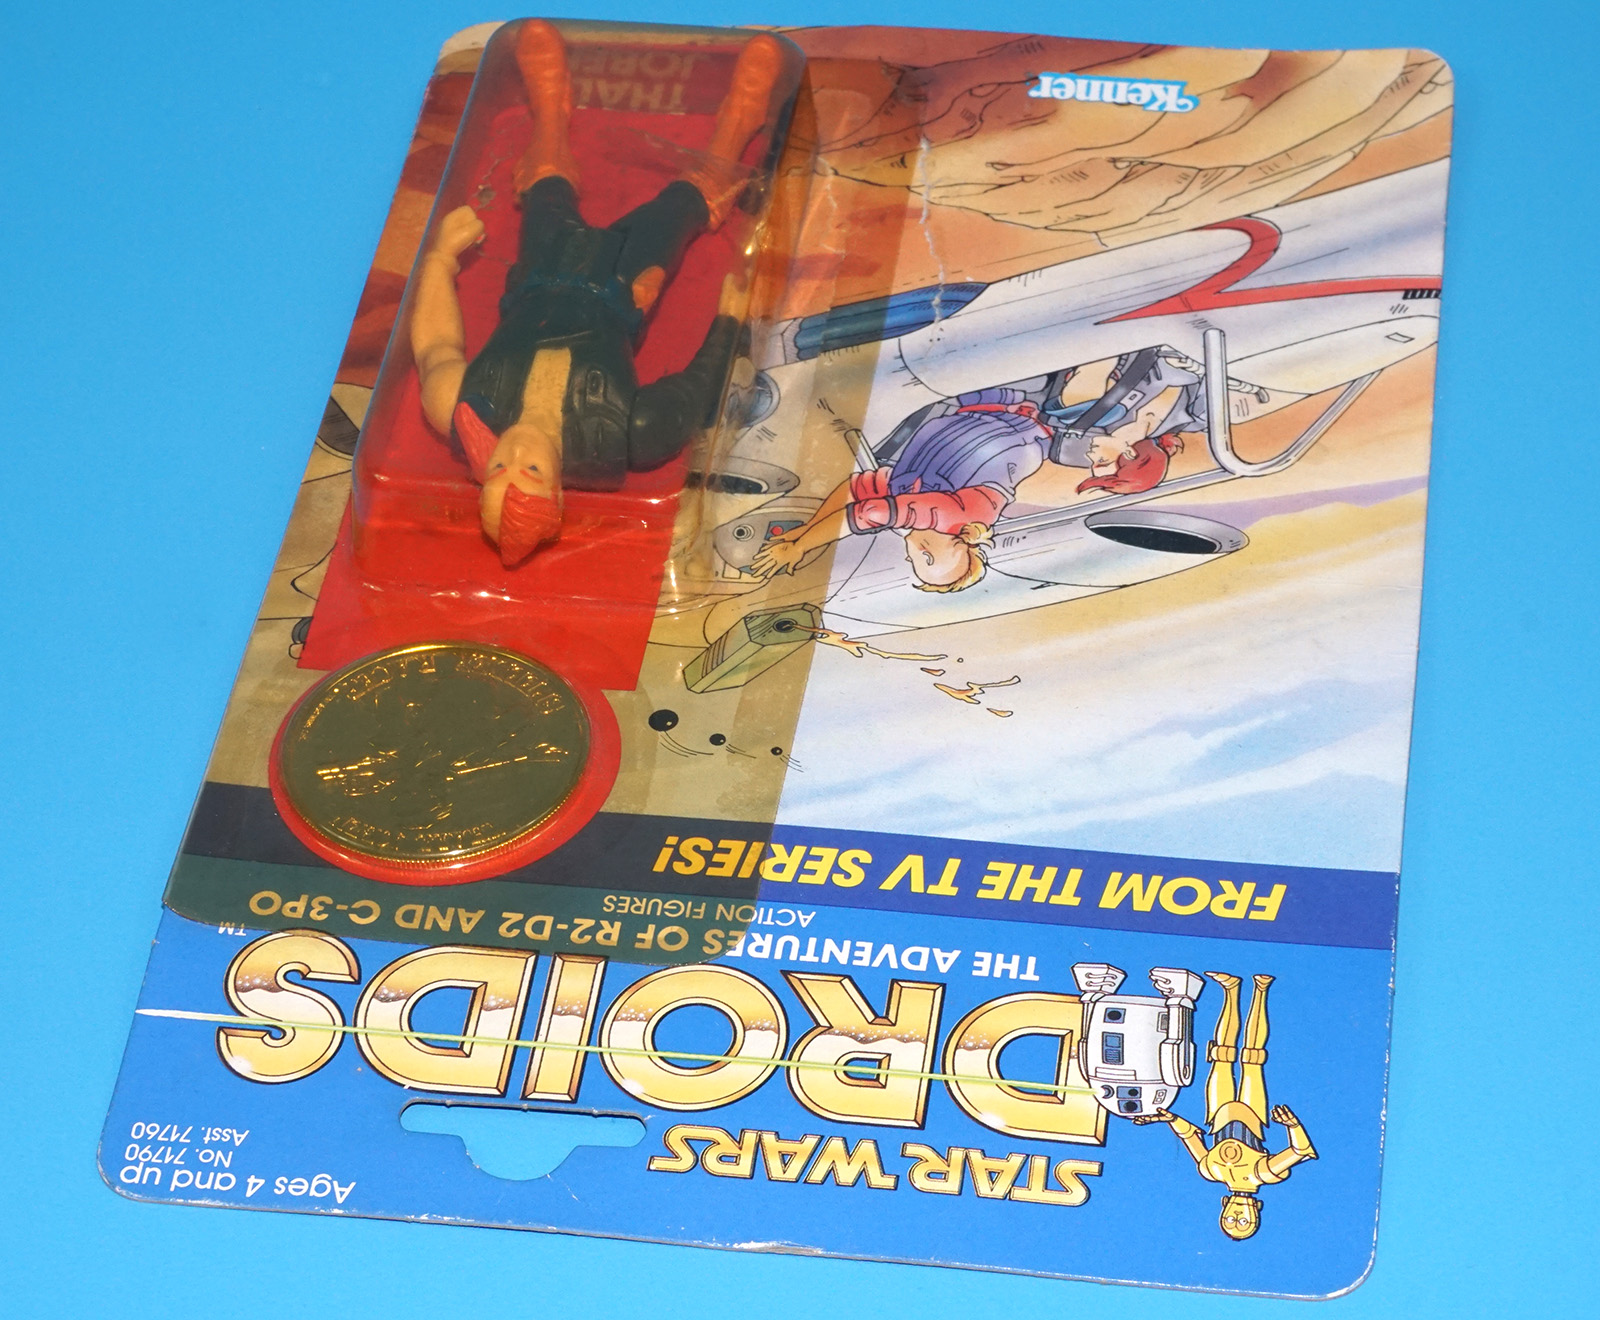 Ages 4 and up
No. 71790
Asst. 71760
STAR WARS
DROIDS
TM
THE ADVENTURES OF R2-D2 AND C-3PO
ACTION FIGURES
FROM THE TV SERIES!
Kenner
JORD